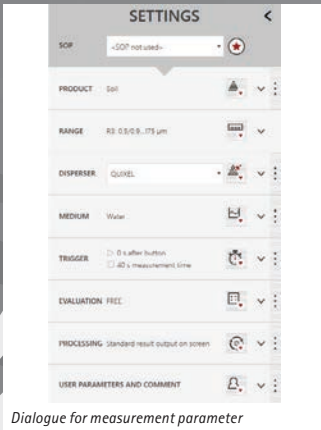 SETTINGS
SOP <SOP not used>
PRODUCT Soil
RANGE R3: 0.5/0.9...175 µm
DISPERSER QUIXEL
MEDIUM Water
TRIGGER 0 s after button
40 s measurement time
EVALUATION FREE
PROCESSING Standard result output on screen
USER PARAMETERS AND COMMENT
Dialogue for measurement parameter